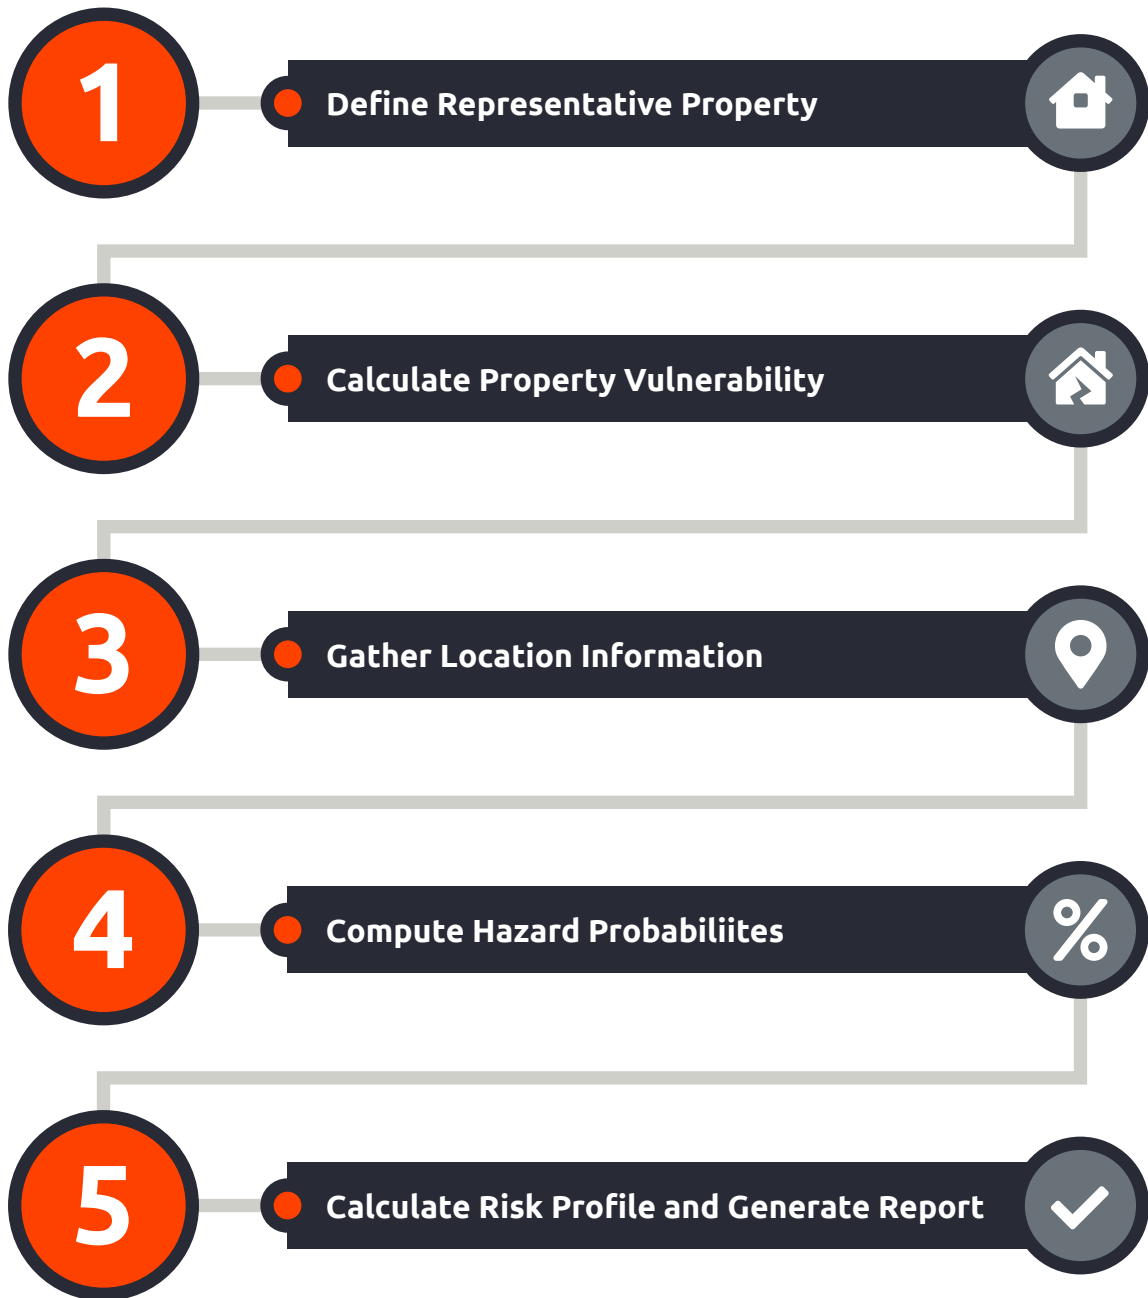 1
Define Representative Property
2
Calculate Property Vulnerability
3
Gather Location Information
4
Compute Hazard Probabiliites
%
5
Calculate Risk Profile and Generate Report